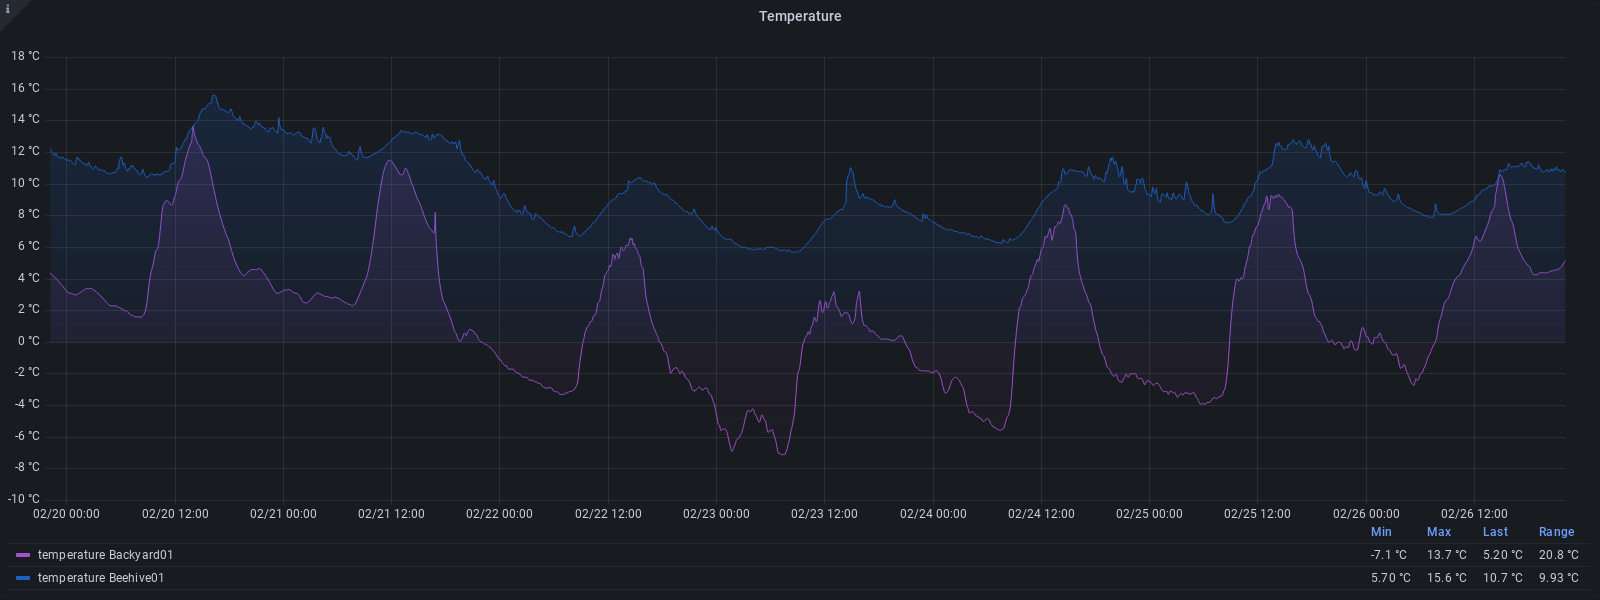 i
Temperature
18 °C
16 °C
14 °C
12 °C
10 °C
8 °C
6 °C
4 °C
2 °C
0 °C
-2 °C
-4 °C
-6 °C
-8 °C
-10 °C
02/20 00:00 02/20 12:00 02/21 00:00 02/21 12:00 02/22 00:00 02/22 12:00 02/23 00:00 02/23 12:00 02/24 00:00 02/24 12:00 02/25 00:00 02/25 12:00 02/26 00:00 02/26 12:00
Min Max Last Range
temperature Backyard01 -7.1 °C 13.7 °C 5.20 °C 20.8 °C
temperature Beehive01 5.70 °C 15.6 °C 10.7 °C 9.93 °C